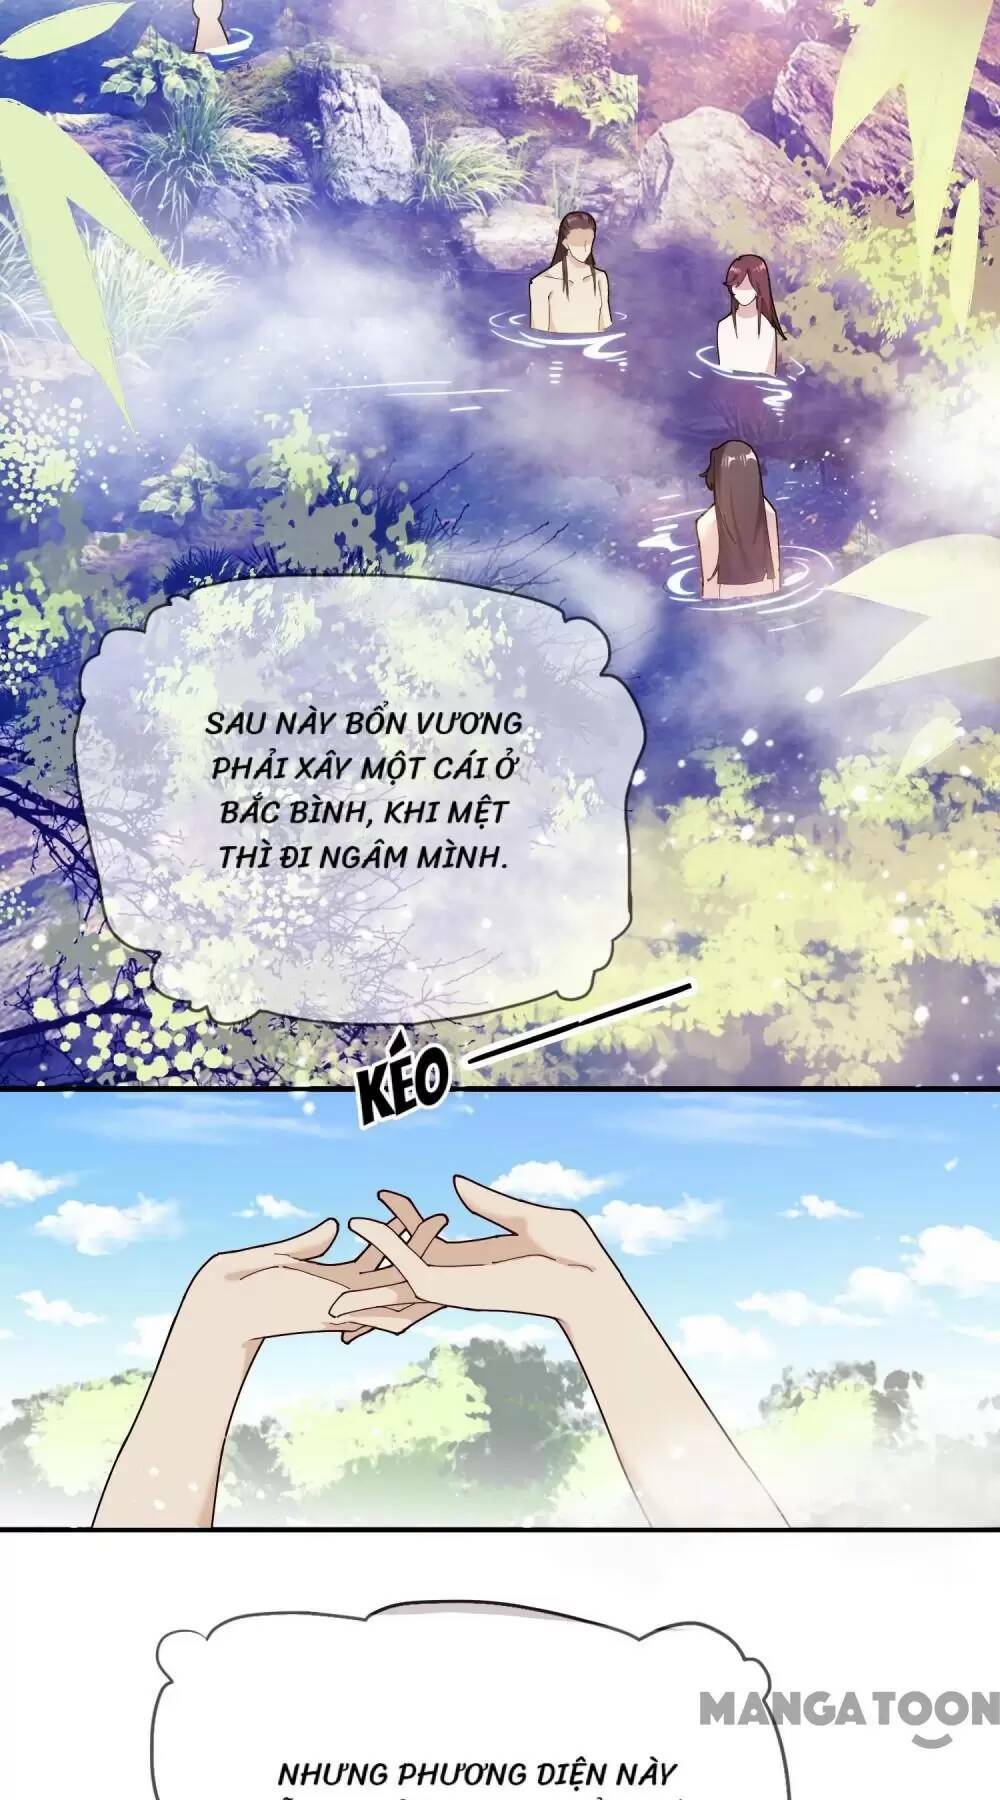 SAU NÀY BỔN VƯƠNG
PHẢI XÂY MỘT CÁI Ở
BẮC BÌNH, KHI MỆT
THÌ ĐI NGÂM MÌNH.
KÉO
MANGATOON
NHƯNG PHƯƠNG DIỆN NÀY